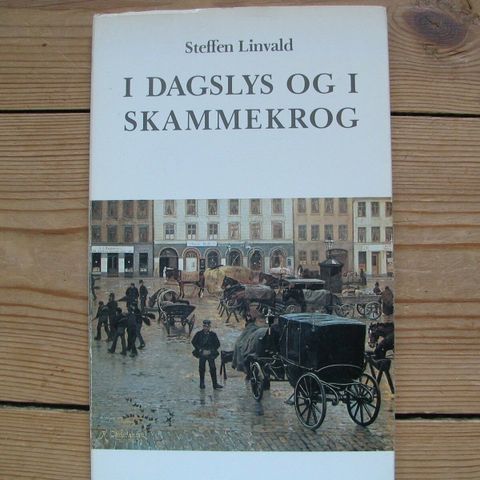 Steffen Linvald
I DAGSLYS OG I
SKAMMEKROG